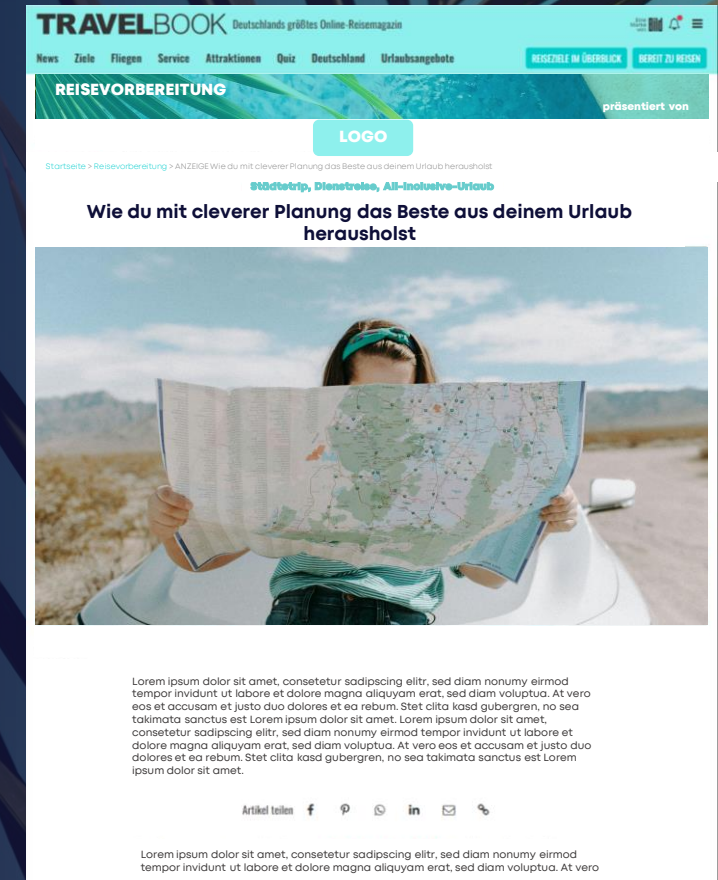 TRAVELBOOK Deutschlands größtes Online-Reisemagazin
Bild
News Ziele Fliegen Service Attraktionen Quiz Deutschland Urlaubsangebote REISEZIELE IM ÜBERBLICK BEREIT ZU REISEN
REISEVORBEREITUNG
präsentiert von
LOGO
Startseite > Reisevorbereitung > ANZEIGE Wie du mit cleverer Planung das Beste aus deinem Urlaub herausholst
Städtetrip, Dienstreise, All-Inclusive-Urlaub
Wie du mit cleverer Planung das Beste aus deinem Urlaub
herausholst
Lorem ipsum dolor sit amet, consetetur sadipscing elitr, sed diam nonumy eirmod
tempor invidunt ut labore et dolore magna aliquyam erat, sed diam voluptua. At vero
eos et accusam et justo duo dolores et ea rebum. Stet clita kasd gubergren, no sea
takimata sanctus est Lorem ipsum dolor sit amet. Lorem ipsum dolor sit amet,
consetetur sadipscing elitr, sed diam nonumy eirmod tempor invidunt ut labore et
dolore magna aliquyam erat, sed diam voluptua. At vero eos et accusam et justo duo
dolores et ea rebum. Stet clita kasd gubergren, no sea takimata sanctus est Lorem
ipsum dolor sit amet.
Artikel teilen
Lorem ipsum dolor sit amet, consetetur sadipscing elitr, sed diam nonumy eirmod
tempor invidunt ut labore et dolore magna aliquyam erat, sed diam voluptua. At vero